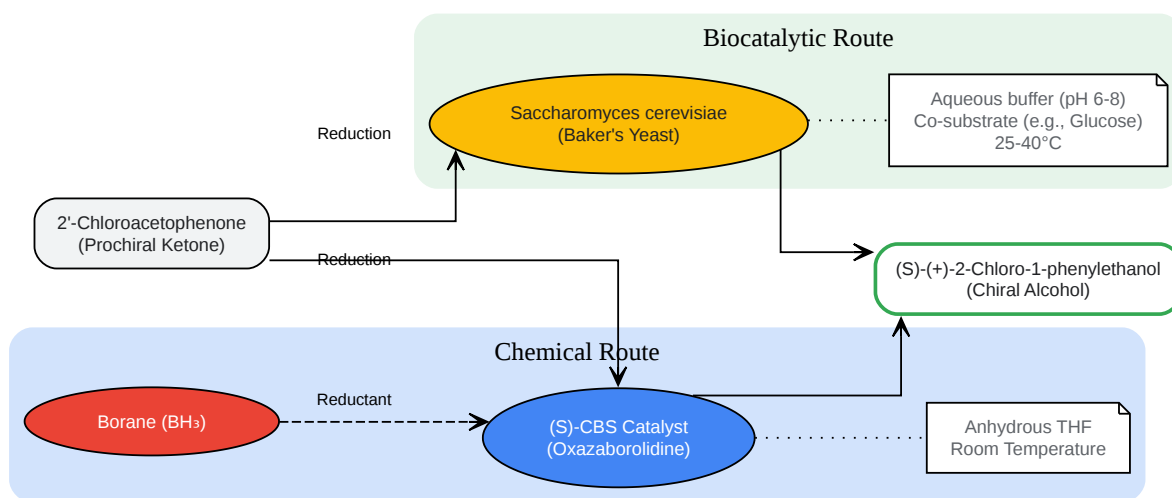 Biocatalytic Route
Saccharomyces cerevisiae
(Baker's Yeast)
Aqueous buffer (pH 6-8)
Co-substrate (e.g., Glucose)
25-40°C
Reduction
2'-Chloroacetophenone
(Prochiral Ketone)
Reduction
(S)-(+)-2-Chloro-1-phenylethanol
(Chiral Alcohol)
Chemical Route
Borane (BH₃)
Reductant
(S)-CBS Catalyst
(Oxazaborolidine)
Anhydrous THF
Room Temperature